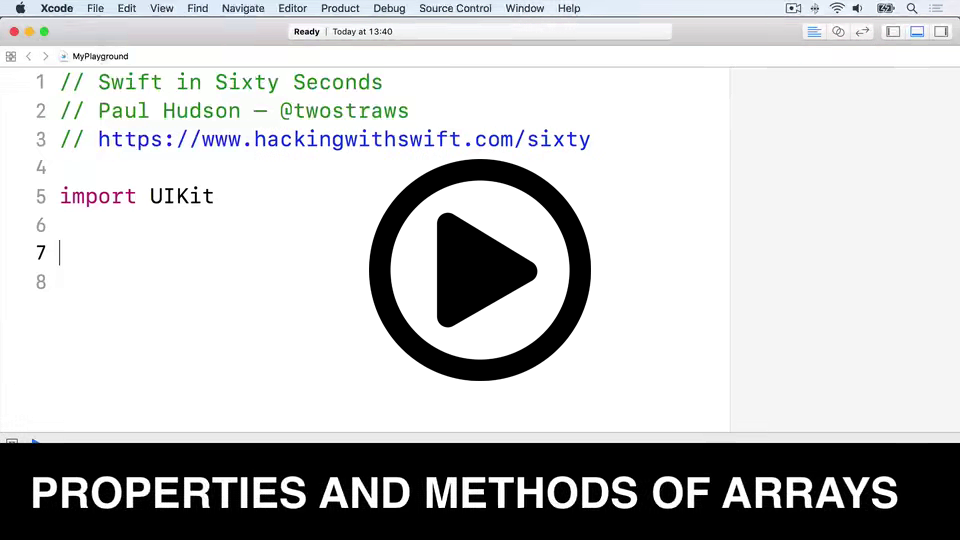 Xcode File Edit View Find Navigate Editor Product Debug Source Control Window Help
Ready | Today at 13:40
MyPlayground
1 // Swift in Sixty Seconds
2 // Paul Hudson — @twostraws
3 // https://www.hackingwithswift.com/sixty
4
5 import UIKit
6
7
8
PROPERTIES AND METHODS OF ARRAYS